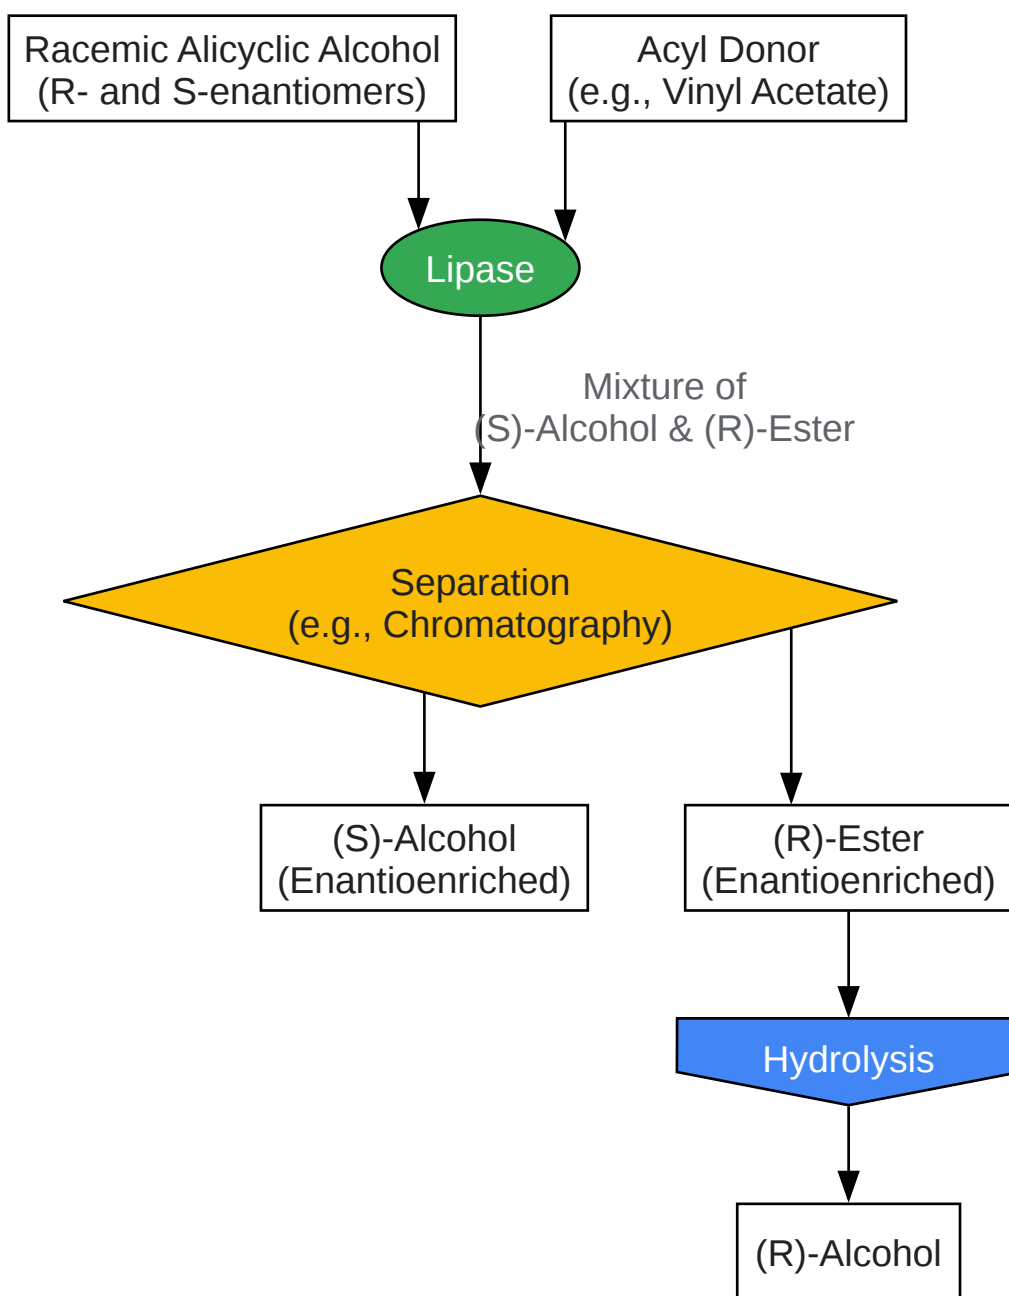 Racemic Alicyclic Alcohol
(R- and S-enantiomers)
Acyl Donor
(e.g., Vinyl Acetate)
Lipase
Mixture of
(S)-Alcohol & (R)-Ester
Separation
(e.g., Chromatography)
(S)-Alcohol
(Enantioenriched)
(R)-Ester
(Enantioenriched)
Hydrolysis
(R)-Alcohol